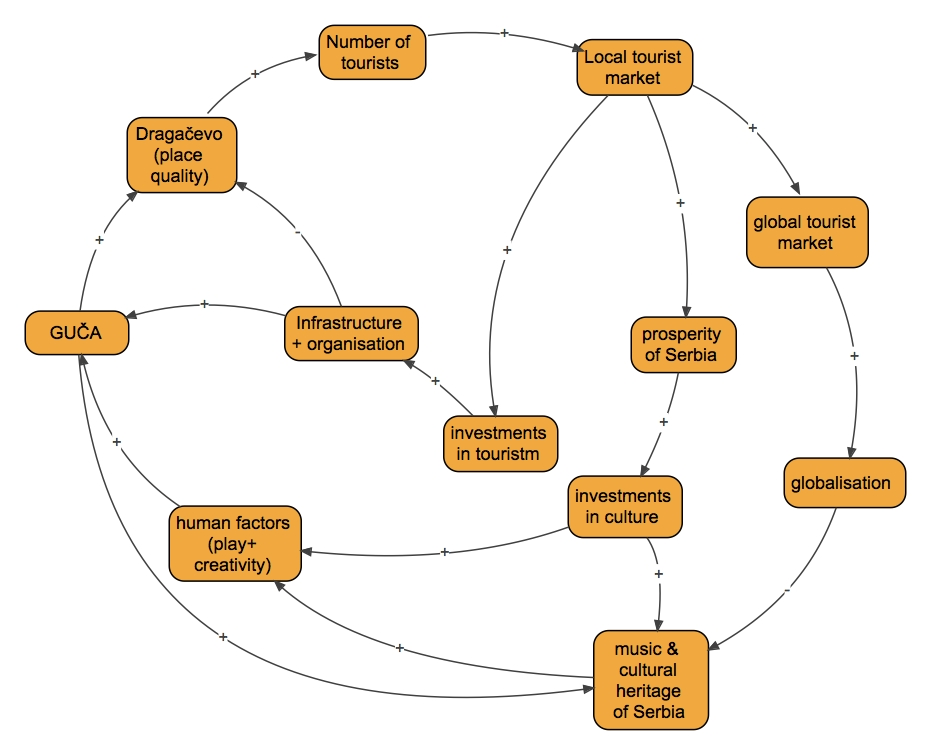 Number of
tourists
+
Local tourist
market
+
Dragačevo
(place
quality)
+
+
global tourist
market
+
-
+
+
+
GUČA
Infrastructure
+ organisation
prosperity
of Serbia
+
+
+
investments
in touristm
+
globalisation
investments
in culture
human factors
(play+
creativity)
+
+
-
+
+
music &
cultural
heritage
of Serbia